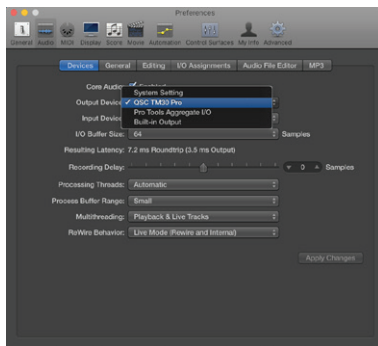 Preferences
General Audio MIDI Display Score Movie Automation Control Surfaces My Info Advanced
Devices General Editing I/O Assignments Audio File Editor MP3
Core Audio: Enabled
System Setting
Output Device: QSC TM30 Pro
Pro Tools Aggregate I/O
Input Device: Built-in Output
I/O Buffer Size: 64 Samples
Resulting Latency: 7.2 ms Roundtrip (3.5 ms Output)
Recording Delay: 0 Samples
Processing Threads: Automatic
Process Buffer Range: Small
Multithreading: Playback & Live Tracks
ReWire Behavior: Live Mode (Rewire and Internal)
Apply Changes